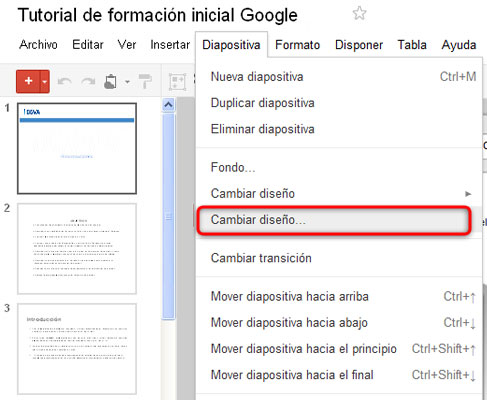 Tutorial de formación inicial Google
Archivo Editar Ver Insertar Diapositiva Formato Disponer Tabla Ayuda
Nueva diapositiva Ctrl+M
Duplicar diapositiva
Eliminar diapositiva
Fondo...
Cambiar diseño
Cambiar diseño...
Cambiar transición
Mover diapositiva hacia arriba Ctrl+↑
Mover diapositiva hacia abajo Ctrl+↓
Mover diapositiva hacia el principio Ctrl+Shift+↑
Mover diapositiva hacia el final Ctrl+Shift+↓
1
BBVA
2
3
Introducción